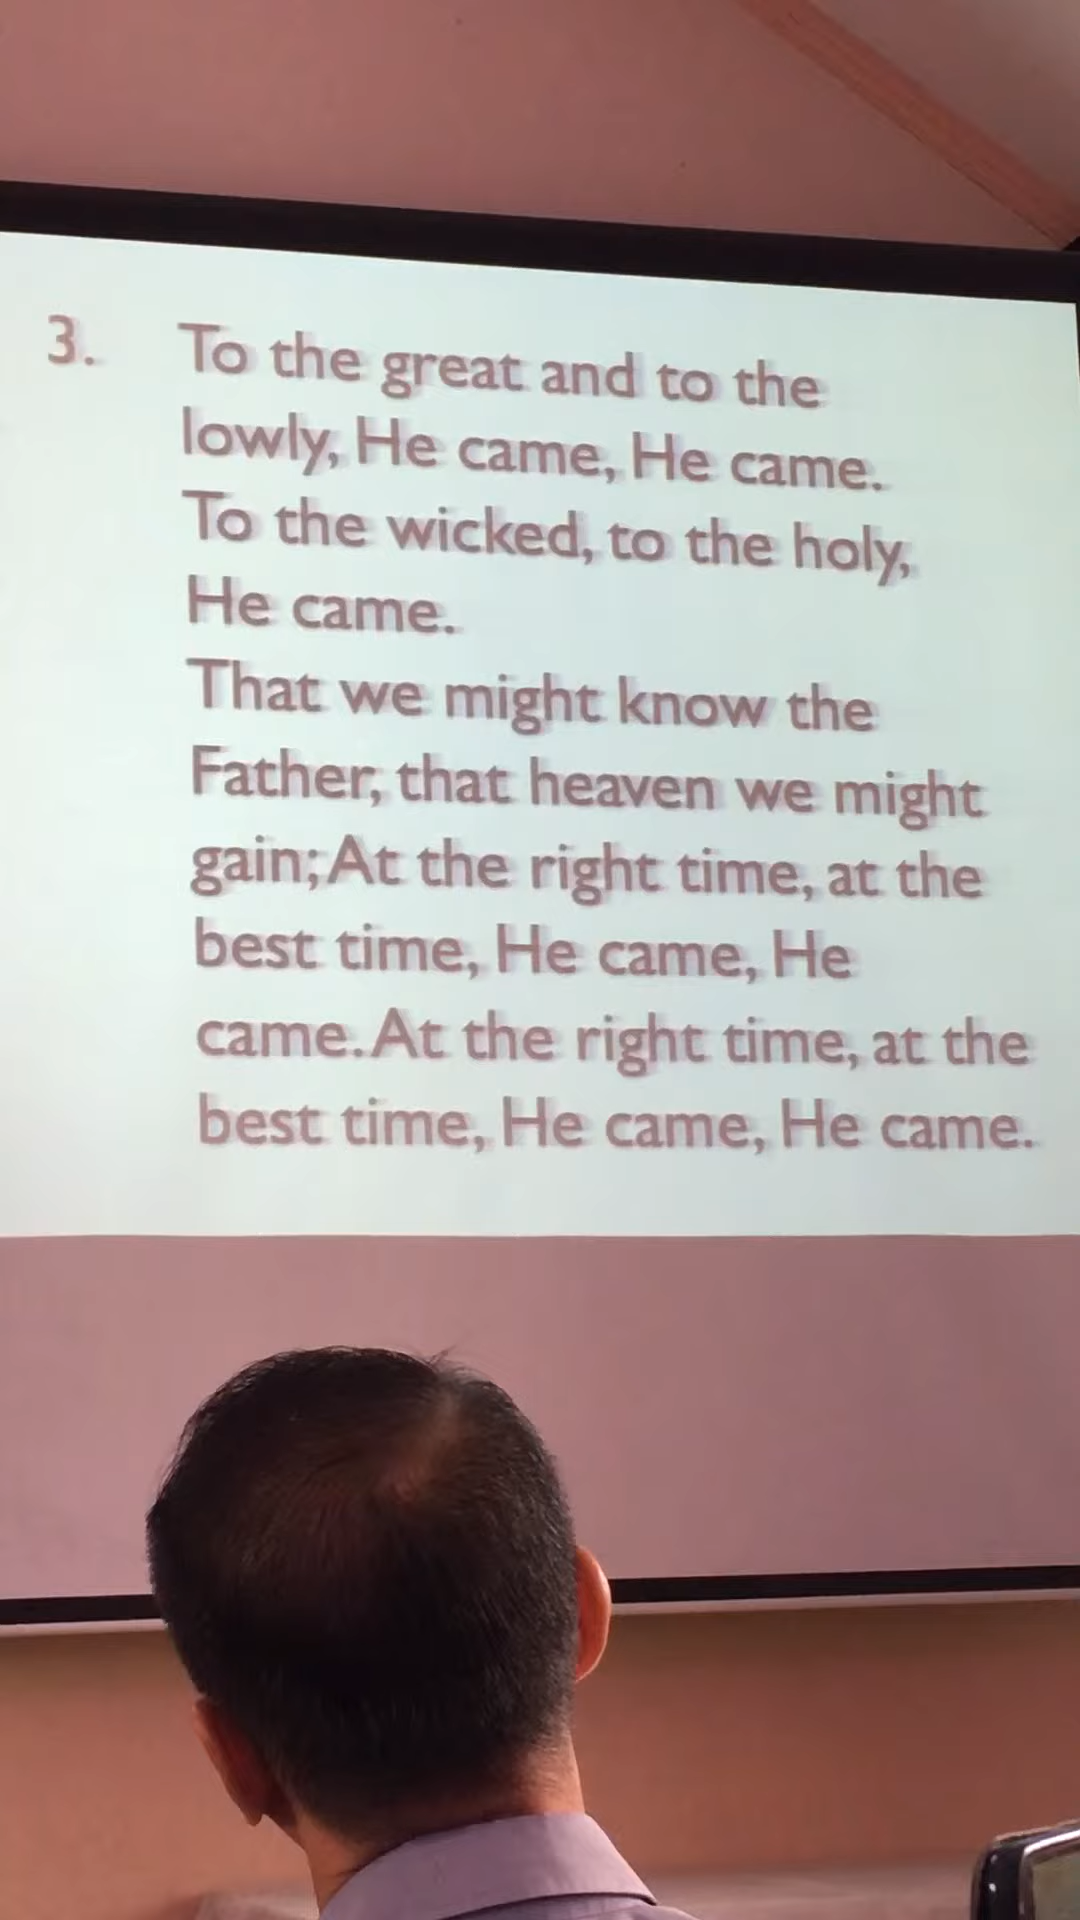 3. To the great and to the
lowly, He came, He came.
To the wicked, to the holy,
He came.
That we might know the
Father, that heaven we might
gain; At the right time, at the
best time, He came, He
came. At the right time, at the
best time, He came, He came.